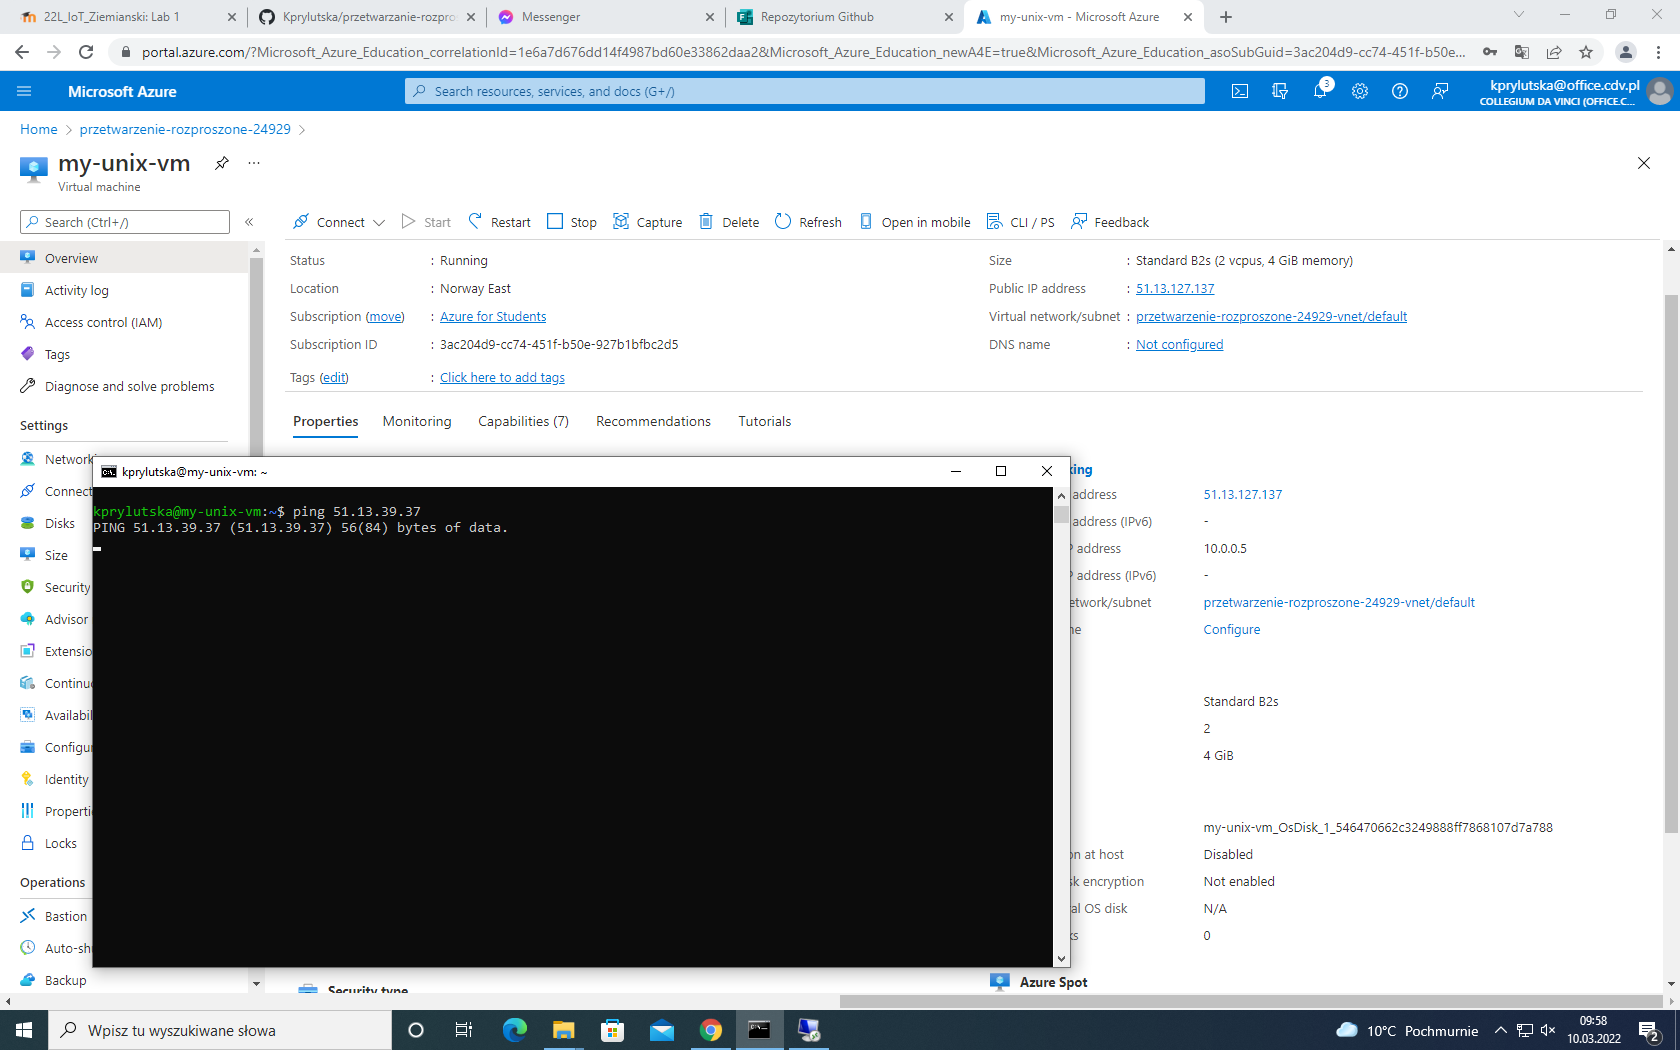 22L_IoT_Ziemianski: Lab 1
Kprylutska/przetwarzanie-rozpro
Messenger
Repozytorium Github
my-unix-vm - Microsoft Azure
portal.azure.com/?Microsoft_Azure_Education_correlationId=1e6a7d676dd14f4987bd60e33862daa2&Microsoft_Azure_Education_newA4E=true&Microsoft_Azure_Education_asoSubGuid=3ac204d9-cc74-451f-b50e...
Microsoft Azure
Search resources, services, and docs (G+/)
3
kprylutska@office.cdv.pl
COLLEGIUM DA VINCI (OFFICE.C...
Home > przetwarzenie-rozproszone-24929 >
my-unix-vm
Virtual machine
Search (Ctrl+/)
«
Connect
Start
Restart
Stop
Capture
Delete
Refresh
Open in mobile
CLI / PS
Feedback
Overview
Activity log
Access control (IAM)
Tags
Diagnose and solve problems
Settings
Networki
Connect
Disks
Size
Security
Advisor
Extensio
Continu
Availabil
Configur
Identity
Properti
Locks
Operations
Bastion
Auto-sh
Backup
Status : Running
Location : Norway East
Subscription (move) : Azure for Students
Subscription ID : 3ac204d9-cc74-451f-b50e-927b1bfbc2d5
Tags (edit) : Click here to add tags
Size : Standard B2s (2 vcpus, 4 GiB memory)
Public IP address : 51.13.127.137
Virtual network/subnet : przetwarzenie-rozproszone-24929-vnet/default
DNS name : Not configured
Properties
Monitoring
Capabilities (7)
Recommendations
Tutorials
kprylutska@my-unix-vm: ~
kprylutska@my-unix-vm:~$ ping 51.13.39.37
PING 51.13.39.37 (51.13.39.37) 56(84) bytes of data.
king
address 51.13.127.137
address (IPv6) -
P address 10.0.0.5
P address (IPv6) -
etwork/subnet przetwarzenie-rozproszone-24929-vnet/default
ne Configure
Standard B2s
2
4 GiB
my-unix-vm_OsDisk_1_546470662c3249888ff7868107d7a788
on at host Disabled
sk encryption Not enabled
al OS disk N/A
ks 0
Security type
Azure Spot
Wpisz tu wyszukiwane słowa
10°C Pochmurnie
09:58
10.03.2022
2